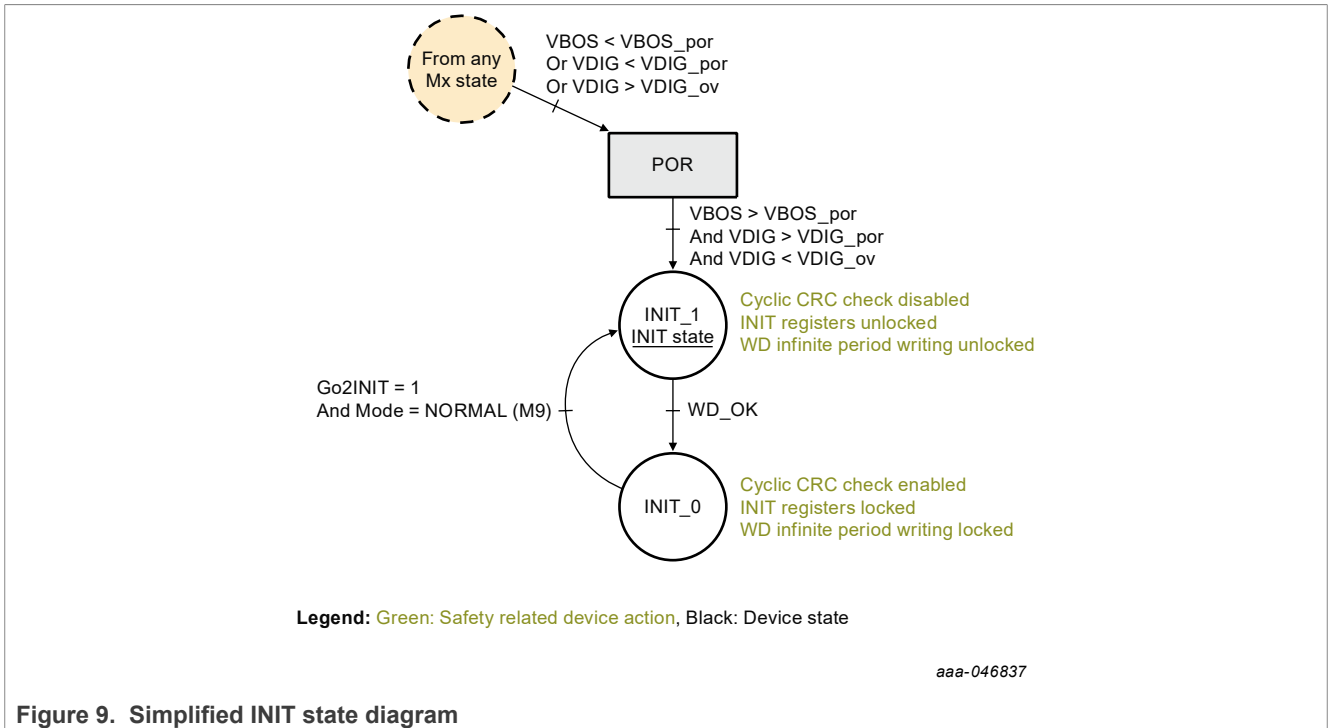 From any
Mx state
VBOS < VBOS_por
Or VDIG < VDIG_por
Or VDIG > VDIG_ov
POR
VBOS > VBOS_por
And VDIG > VDIG_por
And VDIG < VDIG_ov
INIT_1
INIT state
Cyclic CRC check disabled
INIT registers unlocked
WD infinite period writing unlocked
Go2INIT = 1
And Mode = NORMAL (M9)
WD_OK
INIT_0
Cyclic CRC check enabled
INIT registers locked
WD infinite period writing locked
Legend: Green: Safety related device action, Black: Device state
aaa-046837
Figure 9. Simplified INIT state diagram